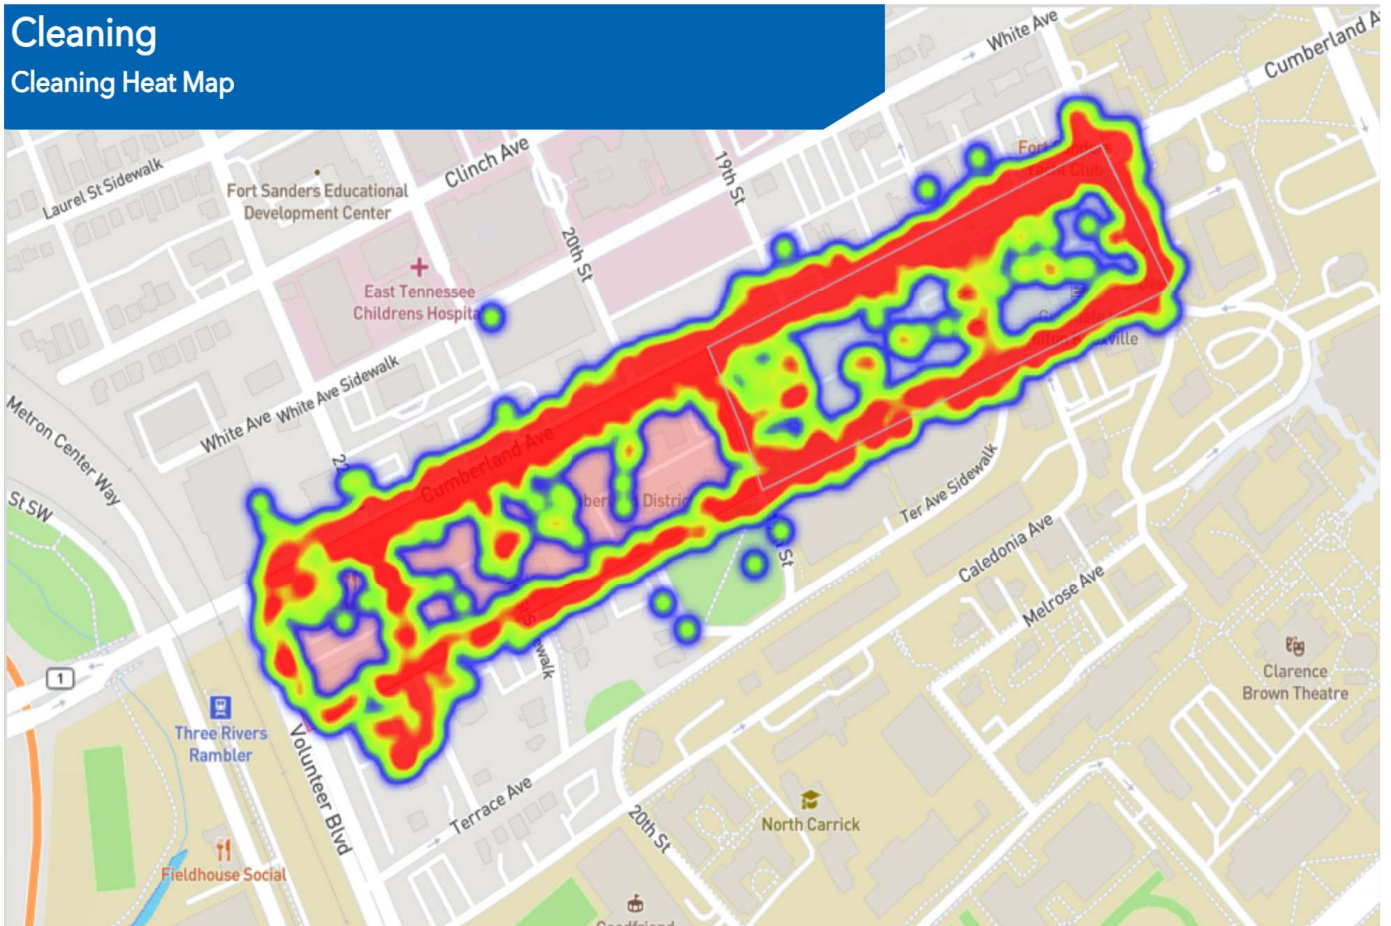 Cleaning
Cleaning Heat Map
White Ave
Cumberland A
Laurel St Sidewalk
Clinch Ave
19th St
Fort Sanders Educational
Development Center
20th St
East Tennessee
Childrens Hospita
White Ave
White Ave Sidewalk
Metron Center Way
St SW
22
Cumberland Ave
Distric
Ter Ave Sidewalk
St
Caledonia Ave
Melrose Ave
1
Three Rivers
Rambler
Volunteer Blvd
Terrace Ave
20th St
Clarence
Brown Theatre
North Carrick
Fieldhouse Social